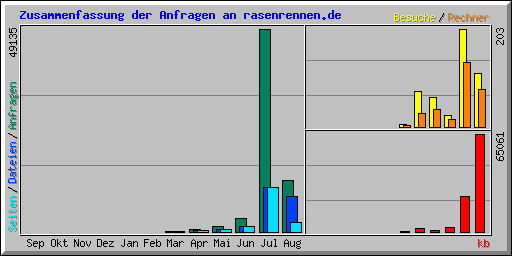 Zusammenfassung der Anfragen an rasenrennen.de
Besuche / Rechner
49135
203
Seiten / Dateien / Anfragen
65061
Sep Okt Nov Dez Jan Feb Mar Apr Mai Jun Jul Aug
kb